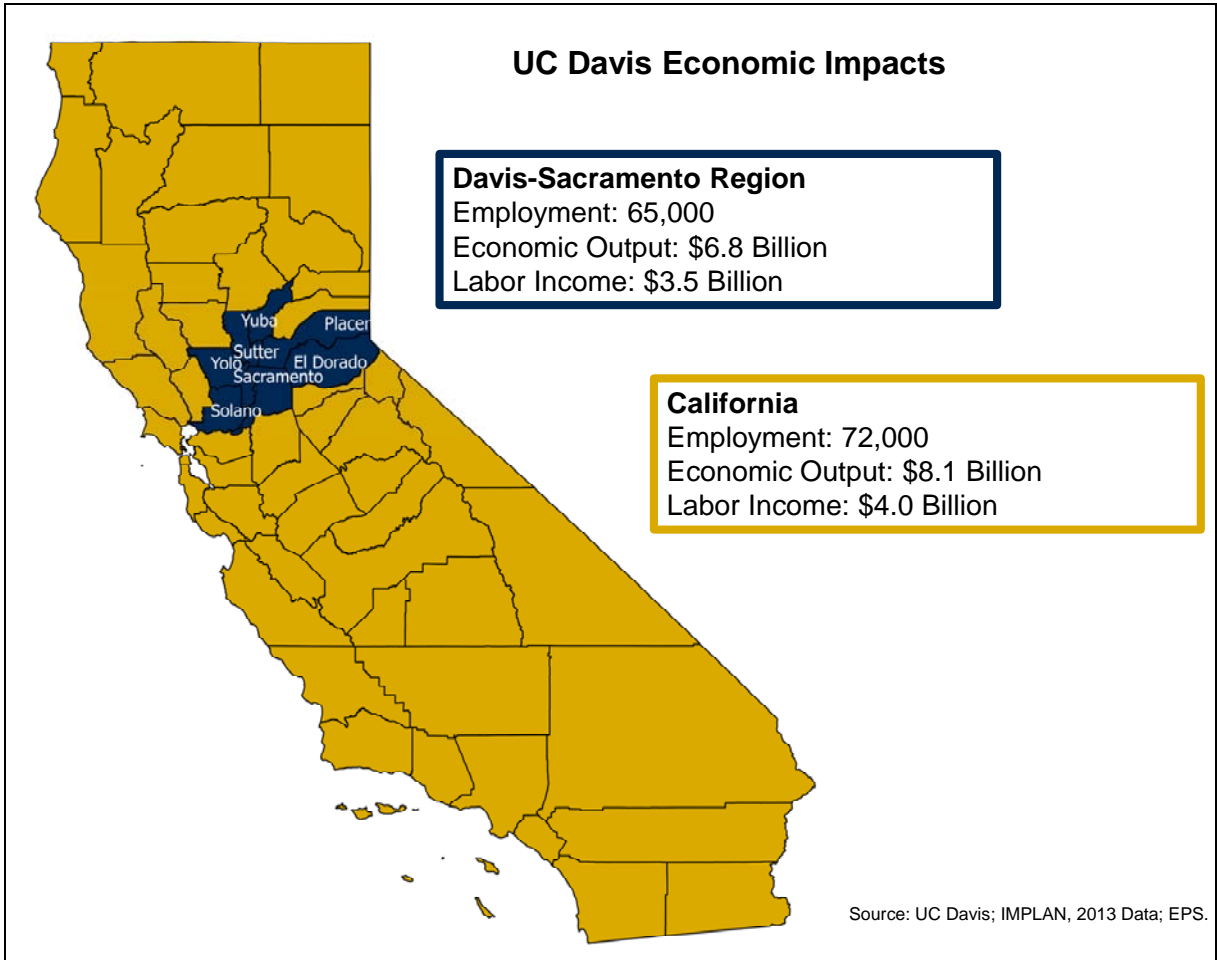 UC Davis Economic Impacts
Davis-Sacramento Region
Employment: 65,000
Economic Output: $6.8 Billion
Labor Income: $3.5 Billion
Yuba
Placer
Sutter
Yolo
El Dorado
Sacramento
Solano
California
Employment: 72,000
Economic Output: $8.1 Billion
Labor Income: $4.0 Billion
Source: UC Davis; IMPLAN, 2013 Data; EPS.